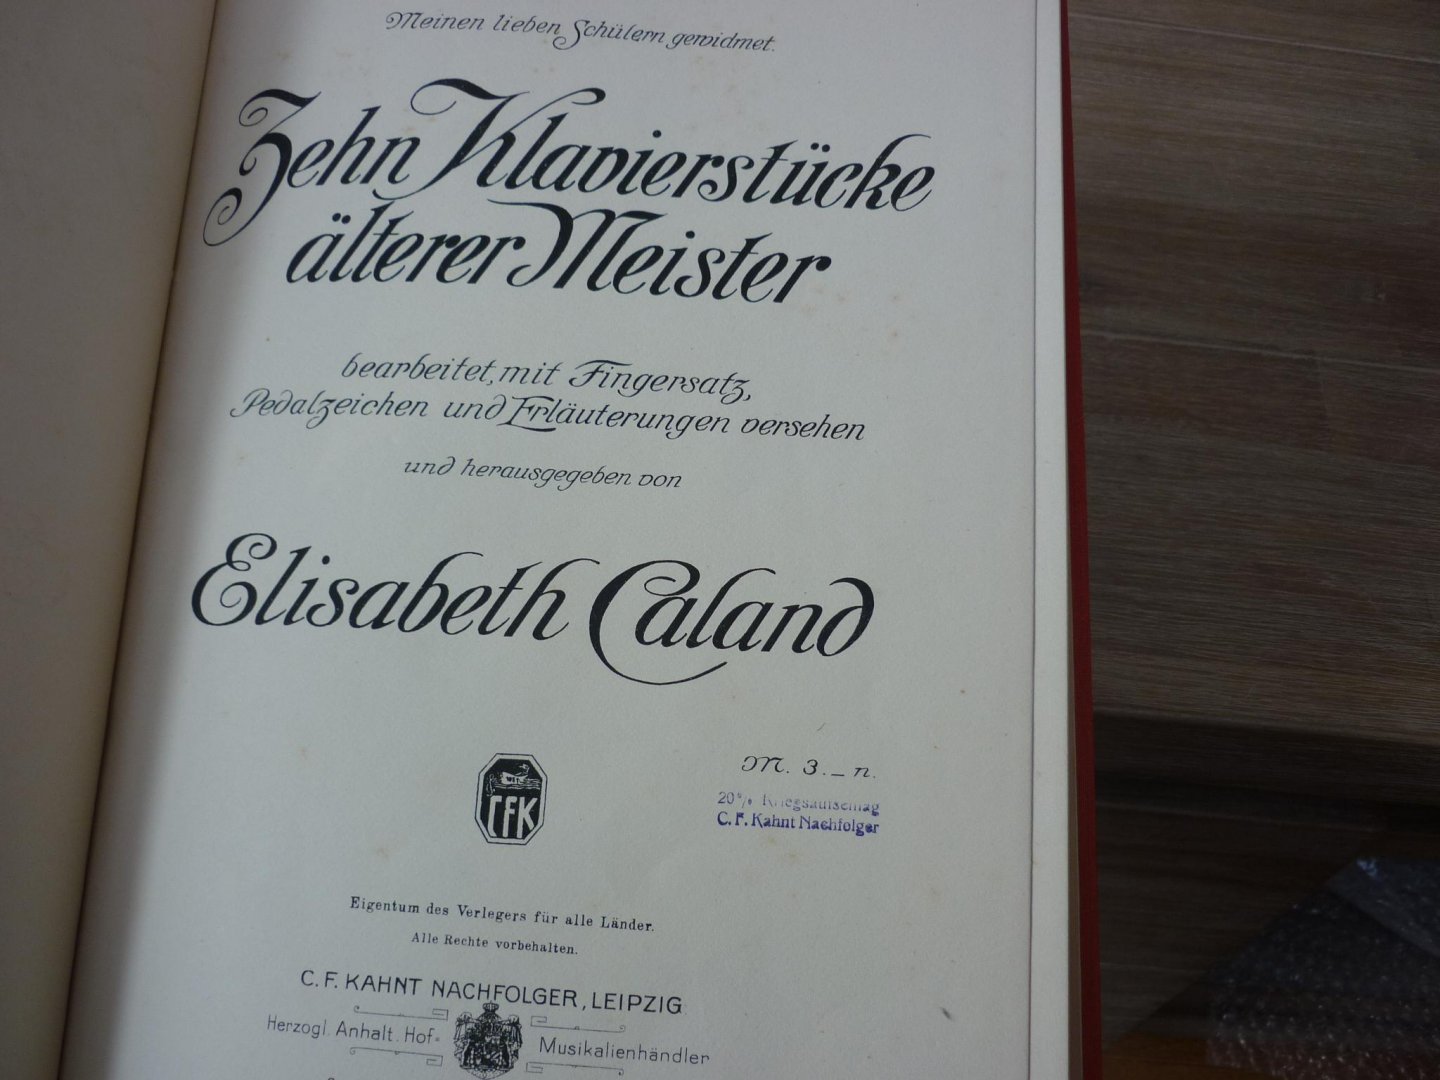 Meinen lieben Schülern gewidmet.
Zehn Klavierstücke
älterer Meister
bearbeitet, mit Fingersatz,
Pedalzeichen und Erläuterungen versehen
und herausgegeben von
Elisabeth Caland
CFK
M. 3.– n.
20% Kriegsaufschlag
C. F. Kahnt Nachfolger
Eigentum des Verlegers für alle Länder.
Alle Rechte vorbehalten.
C. F. KAHNT NACHFOLGER, LEIPZIG
Herzogl. Anhalt. Hof- Musikalienhändler